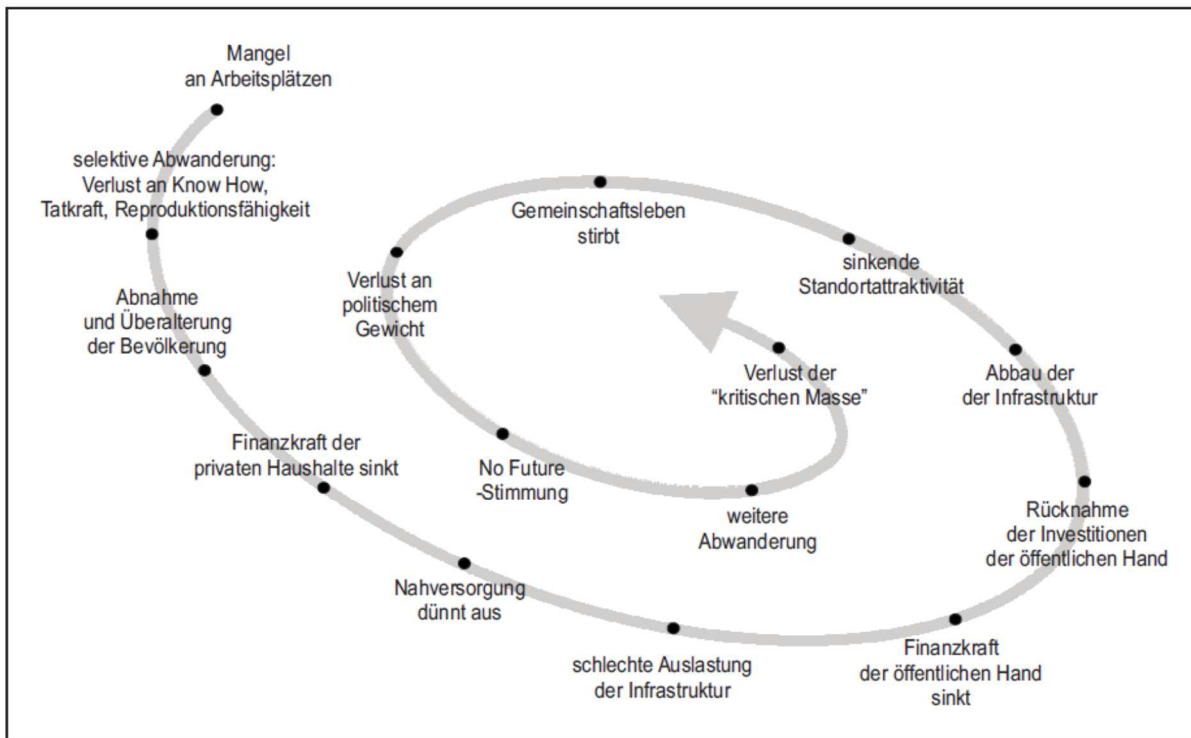 Mangel
an Arbeitsplätzen
selektive Abwanderung:
Verlust an Know How,
Tatkraft, Reproduktionsfähigkeit
Abnahme
und Überalterung
der Bevölkerung
Finanzkraft der
privaten Haushalte sinkt
Nahversorgung
dünnt aus
schlechte Auslastung
der Infrastruktur
Finanzkraft
der öffentlichen Hand
sinkt
Rücknahme
der Investitionen
der öffentlichen Hand
Abbau der
der Infrastruktur
sinkende
Standortattraktivität
Gemeinschaftsleben
stirbt
Verlust an
politischem
Gewicht
No Future
-Stimmung
weitere
Abwanderung
Verlust der
“kritischen Masse”